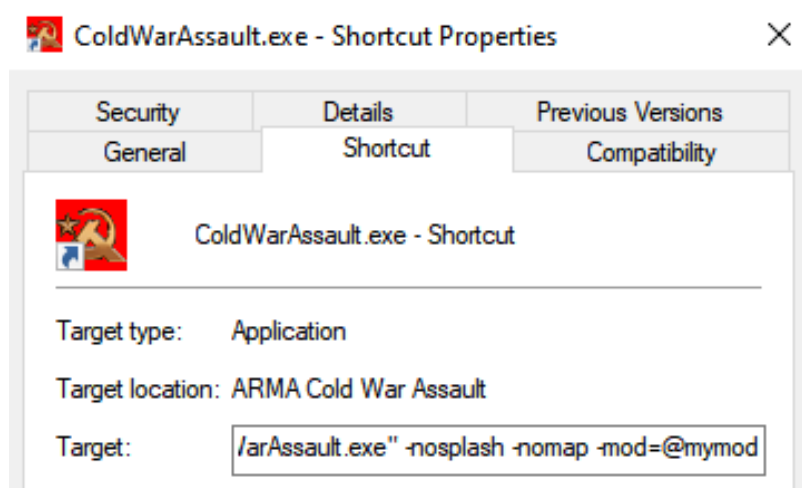 ColdWarAssault.exe - Shortcut Properties
Security Details Previous Versions
General Shortcut Compatibility
ColdWarAssault.exe - Shortcut
Target type: Application
Target location: ARMA Cold War Assault
Target: /arAssault.exe" -nosplash -nomap -mod=@mymod